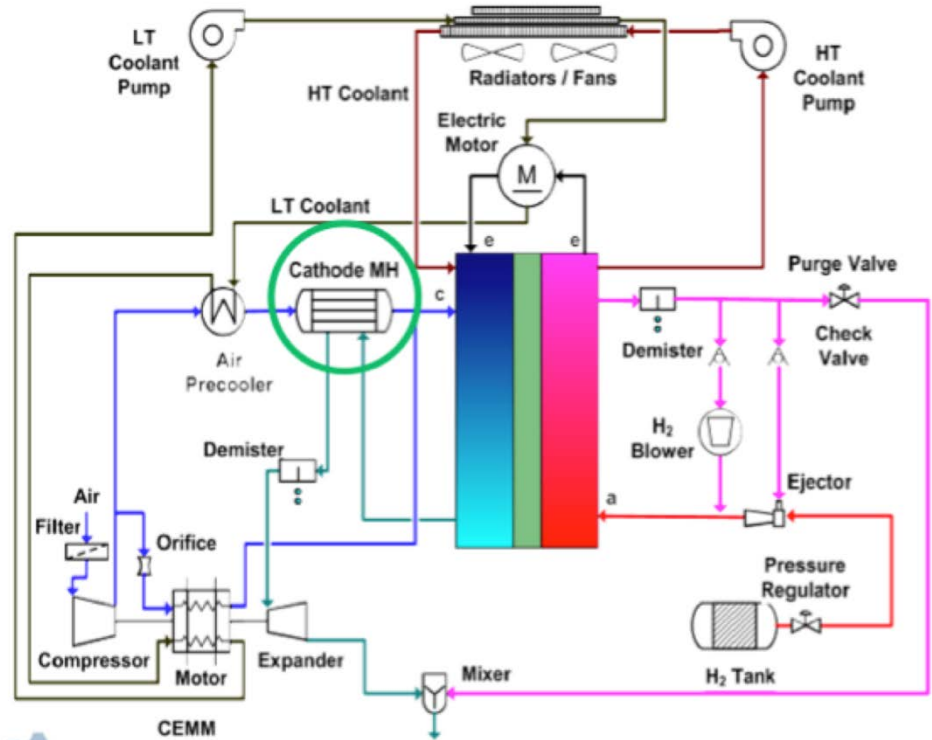 LT
Coolant
Pump
Radiators / Fans
HT
Coolant
Pump
HT Coolant
Electric
Motor
M
LT Coolant
e
e
Cathode MH
c
Purge Valve
Air
Precooler
Demister
Check
Valve
H2
Blower
Demister
Ejector
a
Air
Filter
Orifice
Pressure
Regulator
Compressor
Motor
Expander
Mixer
H2 Tank
CEMM